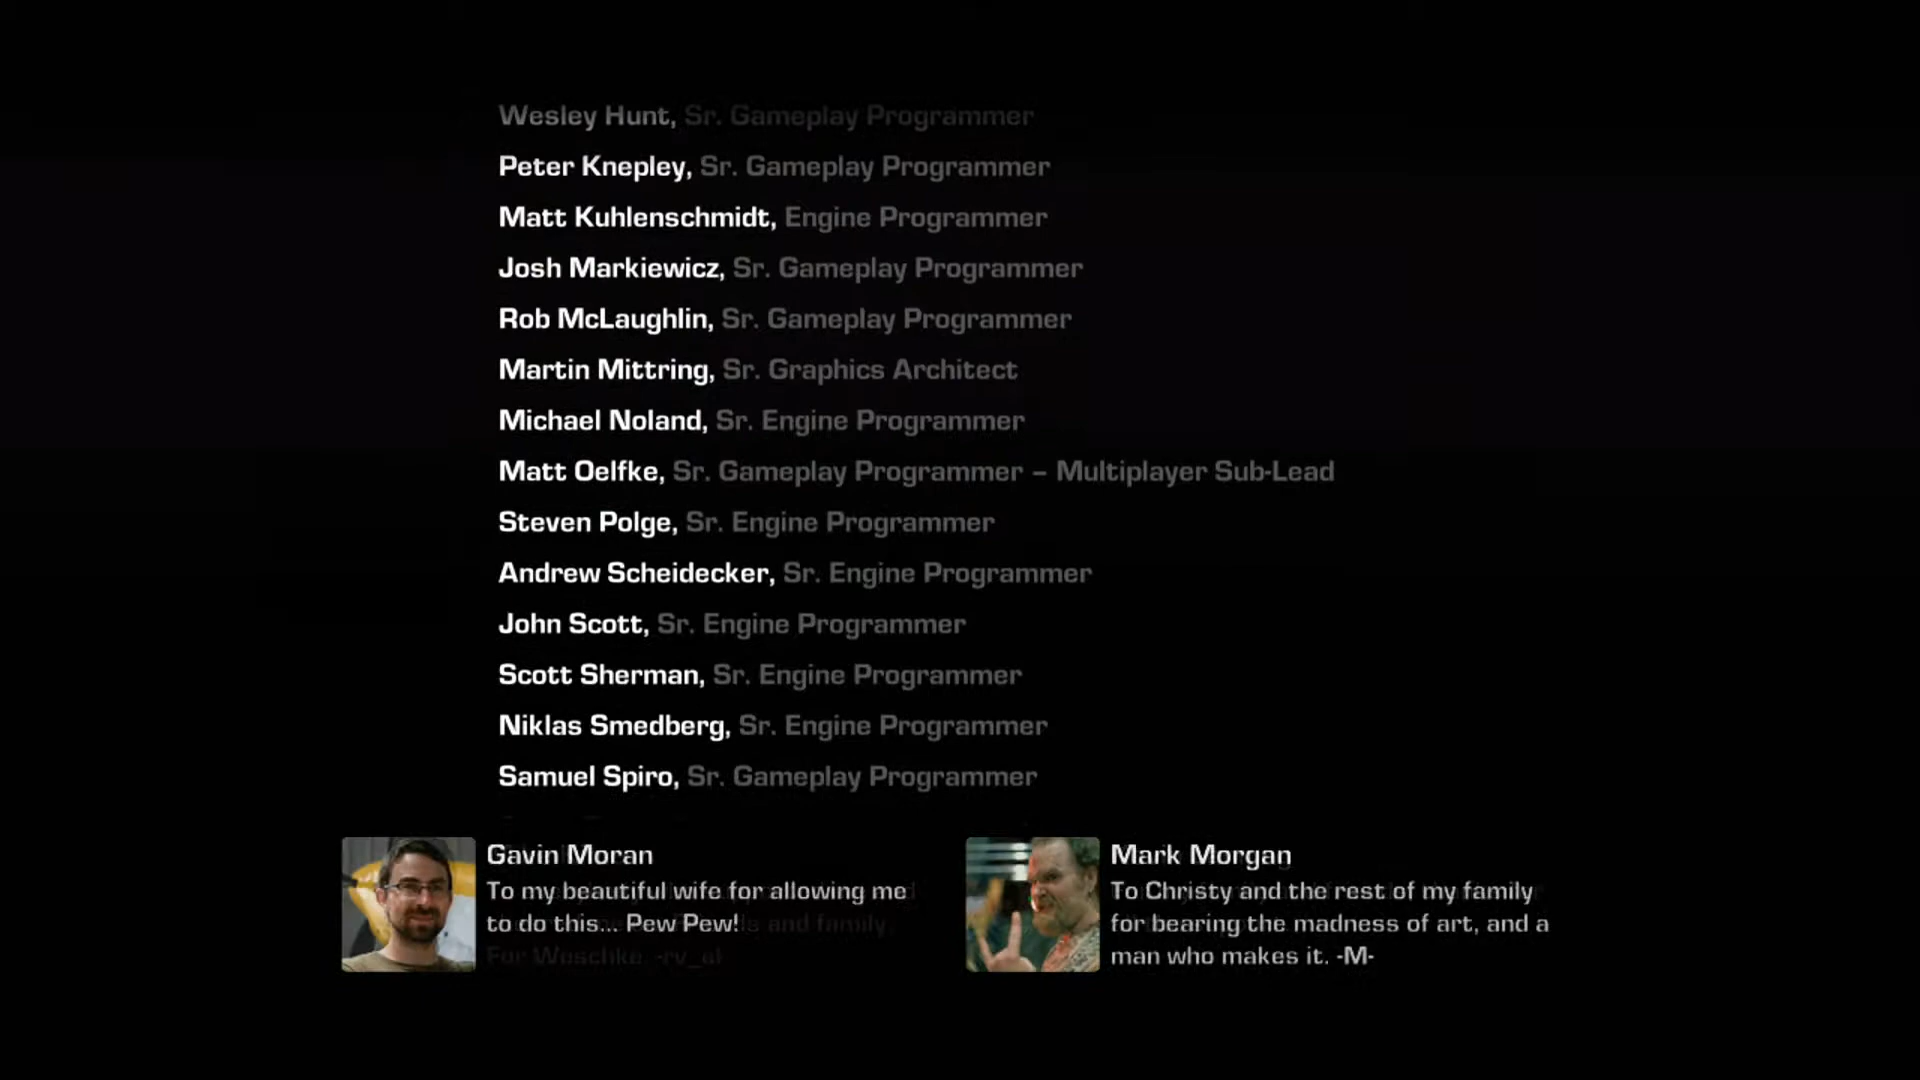 Wesley Hunt, Sr. Gameplay Programmer
Peter Knepley, Sr. Gameplay Programmer
Matt Kuhlenschmidt, Engine Programmer
Josh Markiewicz, Sr. Gameplay Programmer
Rob McLaughlin, Sr. Gameplay Programmer
Martin Mittring, Sr. Graphics Architect
Michael Noland, Sr. Engine Programmer
Matt Oelfke, Sr. Gameplay Programmer – Multiplayer Sub-Lead
Steven Polge, Sr. Engine Programmer
Andrew Scheidecker, Sr. Engine Programmer
John Scott, Sr. Engine Programmer
Scott Sherman, Sr. Engine Programmer
Niklas Smedberg, Sr. Engine Programmer
Samuel Spiro, Sr. Gameplay Programmer
Gavin Moran
To my beautiful wife for allowing me
to do this... Pew Pew!
and family.
Mark Morgan
To Christy and the rest of my family
for bearing the madness of art, and a
man who makes it. -M-